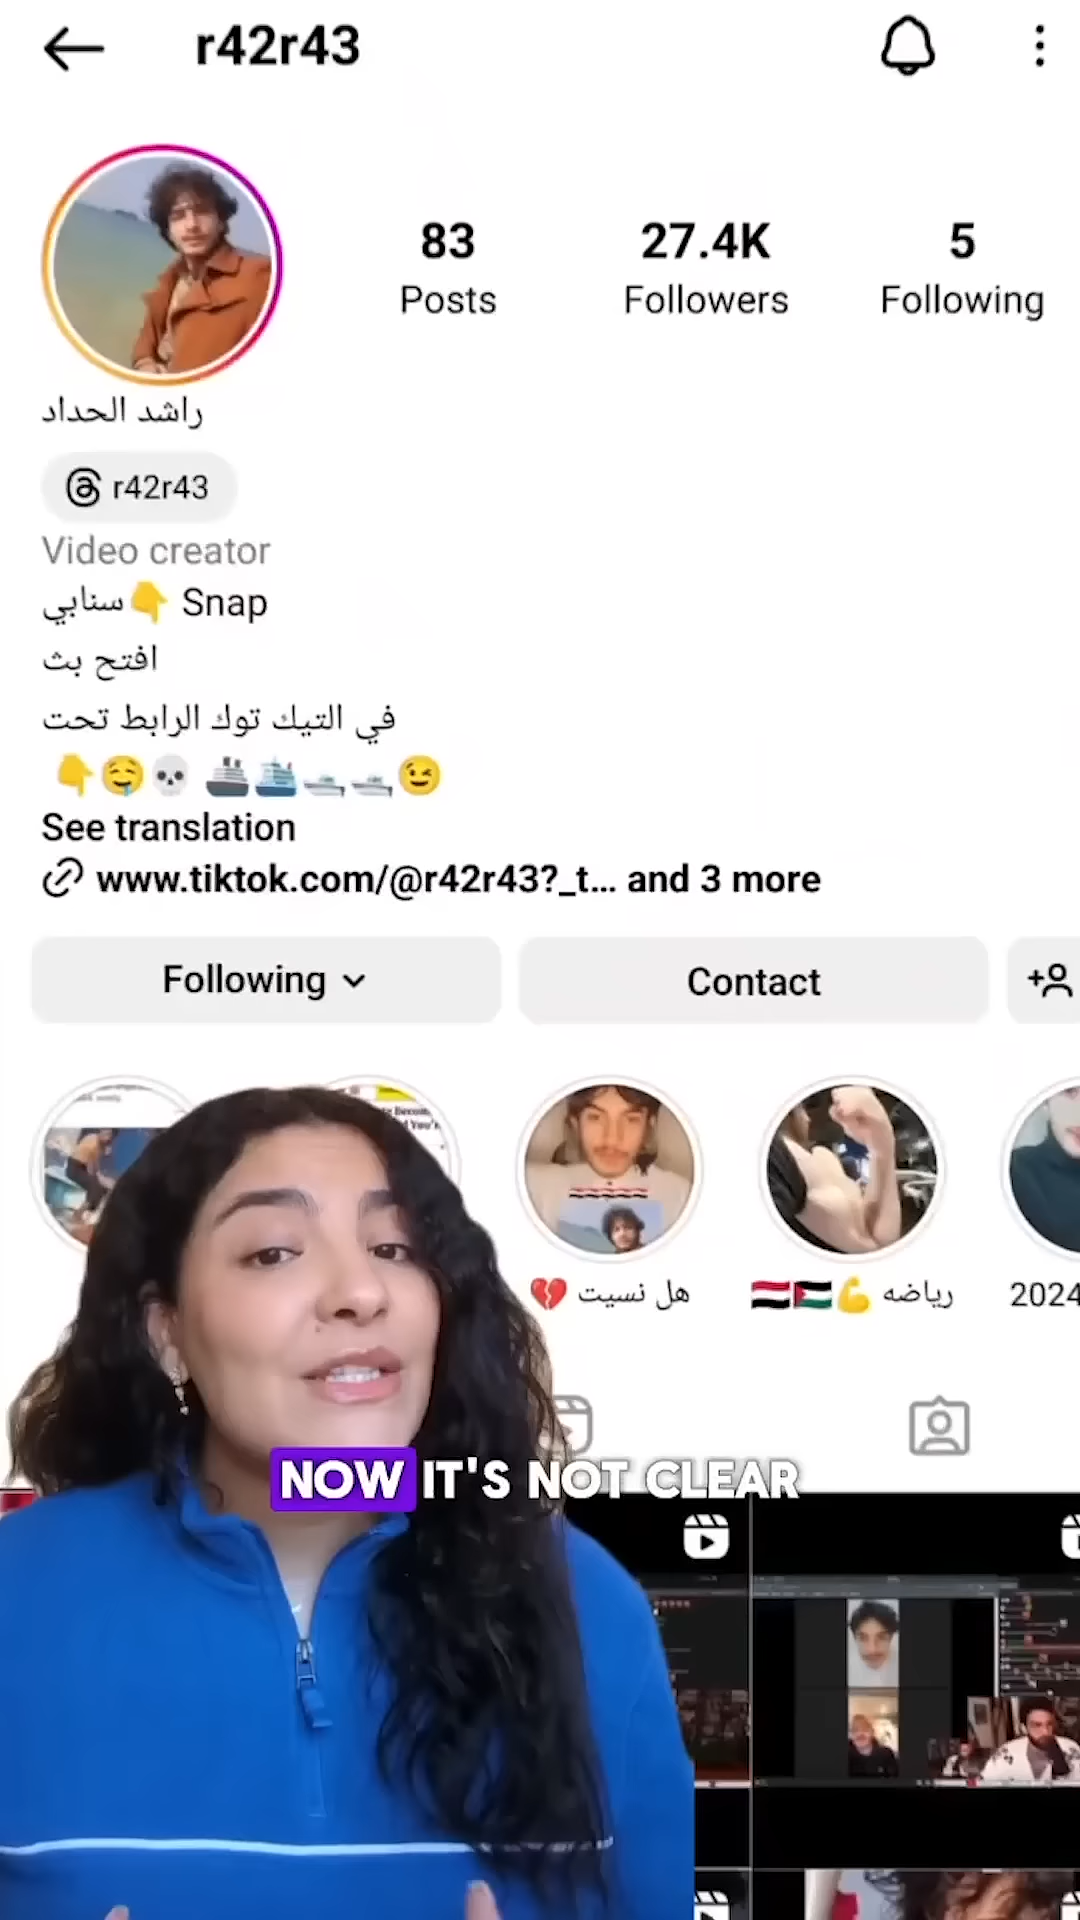 r42r43
83
27.4K
5
Posts
Followers
Following
راشد الحداد
r42r43
Video creator
سنابي👇 Snap
افتح بث
في التيك توك الرابط تحت
👇🤤💀 🚢⛴️🛥️🛥️😉
See translation
www.tiktok.com/@r42r43?_t... and 3 more
Following
Contact
هل نسيت 💔
رياضه 💪🇵🇸🇾🇪
2024
NOW IT'S NOT CLEAR